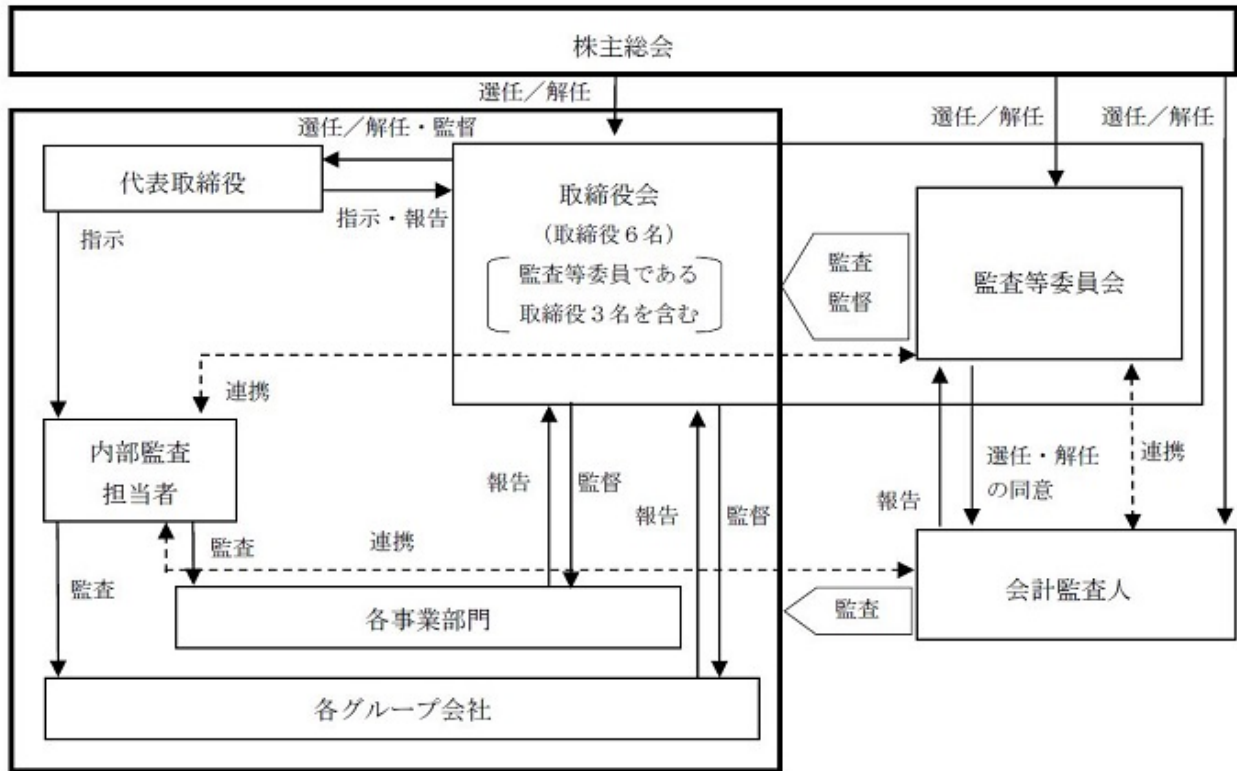 株主総会
選任／解任
選任／解任・監督
選任／解任
選任／解任
代表取締役
指示・報告
指示
取締役会
（取締役６名）
監査等委員である
取締役３名を含む
監査
監督
監査等委員会
連携
内部監査
担当者
報告
監督
報告
監督
報告
選任・解任
の同意
連携
監査
連携
監査
各事業部門
監査
会計監査人
各グループ会社